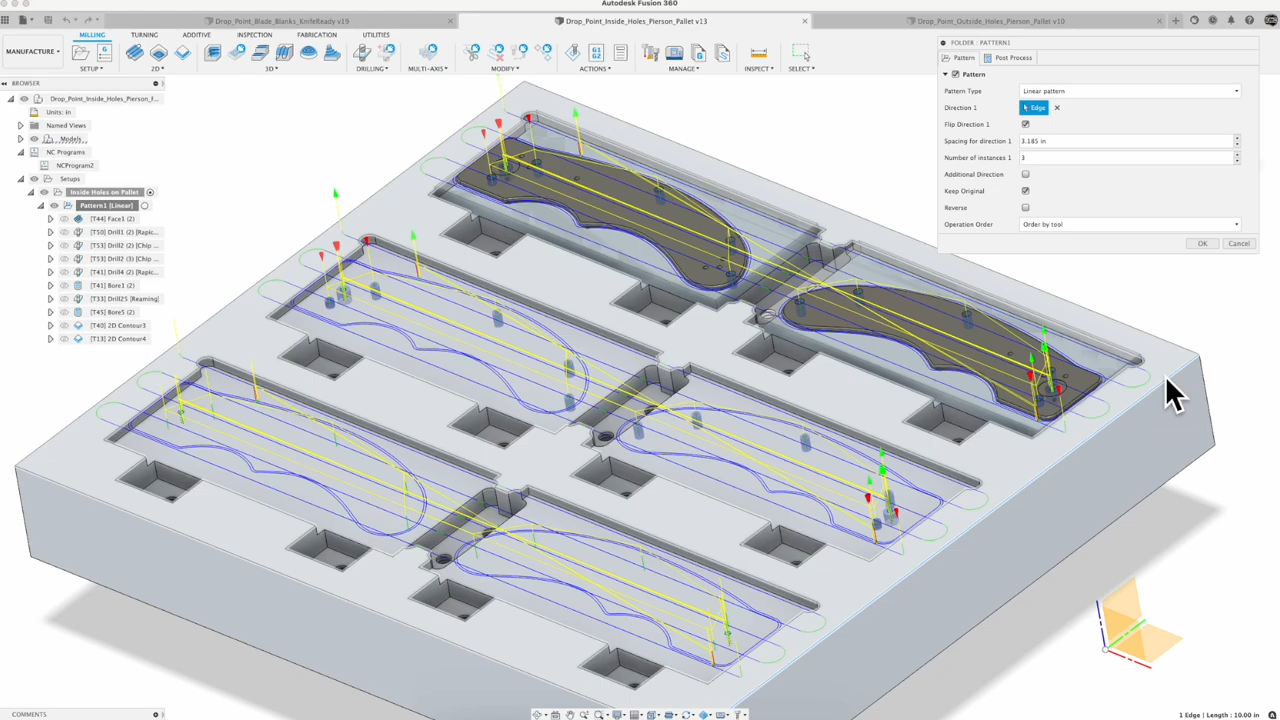 Autodesk Fusion 360
Drop_Point_Blade_Blanks_KnifeReady v19
Drop_Point_Inside_Holes_Pierson_Pallet v13
Drop_Point_Outside_Holes_Pierson_Pallet v10
MILLING TURNING ADDITIVE INSPECTION FABRICATION UTILITIES
MANUFACTURE
SETUP 2D 3D DRILLING MULTI-AXIS MODIFY ACTIONS MANAGE INSPECT SELECT
BROWSER
Drop_Point_Inside_Holes_Pierson_F...
Units: in
Named Views
Models
NC Programs
NCProgram2
Setups
Inside Holes on Pallet
Pattern1 [Linear]
[T44] Face1 (2)
[T50] Drill1 (2) [Rapic...
[T53] Drill2 (2) [Chip ...
[T53] Drill2 (3) [Chip ...
[T41] Drill4 (2) [Rapic...
[T41] Bore1 (2)
[T33] Drill25 [Reaming]
[T45] Bore5 (2)
[T40] 2D Contour3
[T13] 2D Contour4
FOLDER : PATTERN1
Pattern Post Process
Pattern
Pattern Type Linear pattern
Direction 1 Edge
Flip Direction 1
Spacing for direction 1 3.185 in
Number of instances 1 3
Additional Direction
Keep Original
Reverse
Operation Order Order by tool
OK Cancel
COMMENTS
1 Edge | Length : 10.00 in